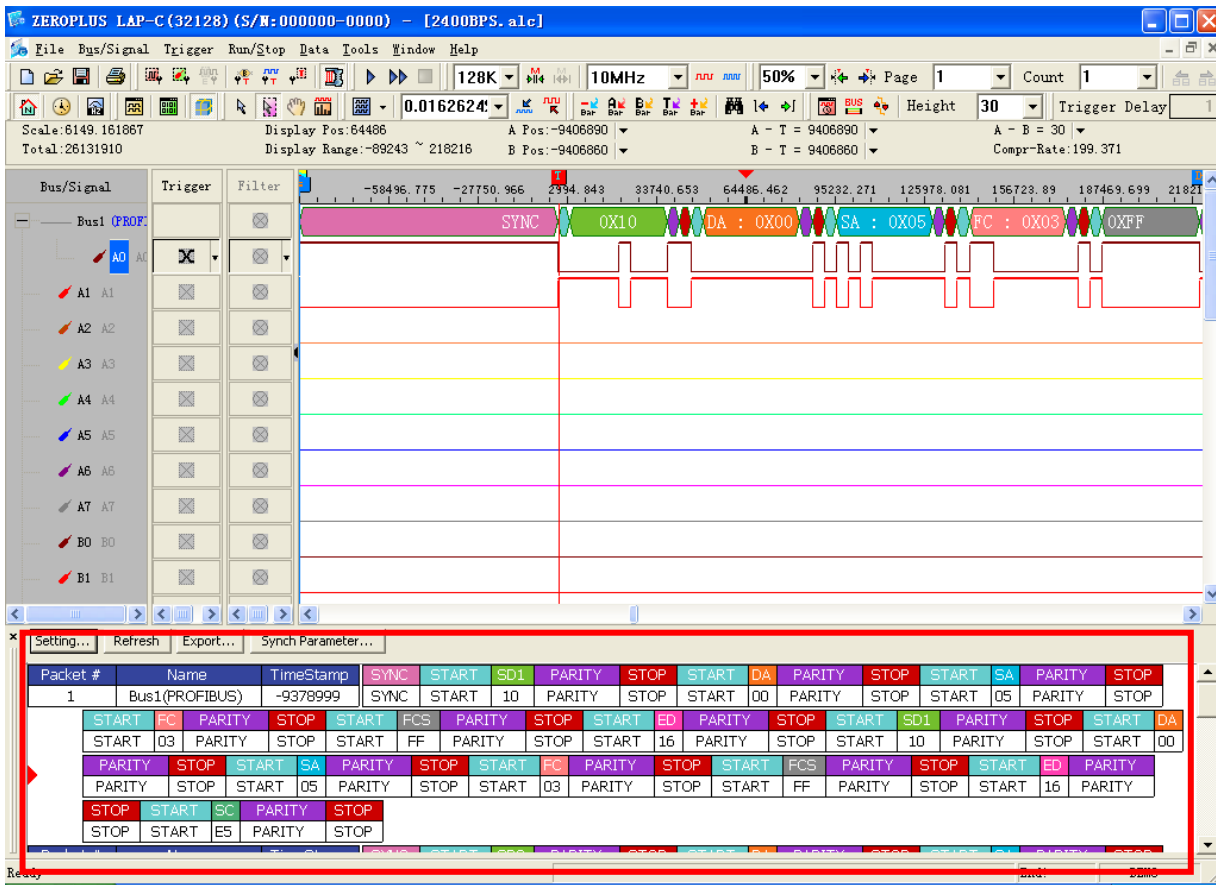 ZEROPLUS LAP-C(32128)(S/N:000000-0000) - [2400BPS.alc]
File Bus/Signal Trigger Run/Stop Data Tools Window Help
128K 10MHz 50% Page 1 Count 1
Height 30 Trigger Delay 1
Scale:6149.161867 Display Pos:64486 A Pos:-9406890 A - T = 9406890 A - B = 30
Total:26131910 Display Range:-89243 ~ 218216 B Pos:-9406860 B - T = 9406860 Compr-Rate:199.371
Bus/Signal Trigger Filter -58496.775 -27750.966 2994.843 33740.653 64486.462 95232.271 125978.081 156723.89 187469.699
Bus1 SYNC 0X10 DA : 0X00 SA : 0X05 FC : 0X03 0XFF
A0
A1 A1
A2 A2
A3 A3
A4 A4
A5 A5
A6 A6
A7 A7
B0 B0
B1 B1
Setting... Refresh Export... Synch Parameter...
Packet # Name TimeStamp SYNC START SD1 PARITY STOP START DA PARITY STOP START SA PARITY STOP
1 Bus1(PROFIBUS) -9378999 SYNC START 10 PARITY STOP START 00 PARITY STOP START 05 PARITY STOP
START FC PARITY STOP START FCS PARITY STOP START ED PARITY STOP START SD1 PARITY STOP START DA
START 03 PARITY STOP START FF PARITY STOP START 16 PARITY STOP START 10 PARITY STOP START 00
PARITY STOP START SA PARITY STOP START FC PARITY STOP START FCS PARITY STOP START ED PARITY
PARITY STOP START 05 PARITY STOP START 03 PARITY STOP START FF PARITY STOP START 16 PARITY
STOP START SC PARITY STOP
STOP START E5 PARITY STOP
Ready End! DEMO